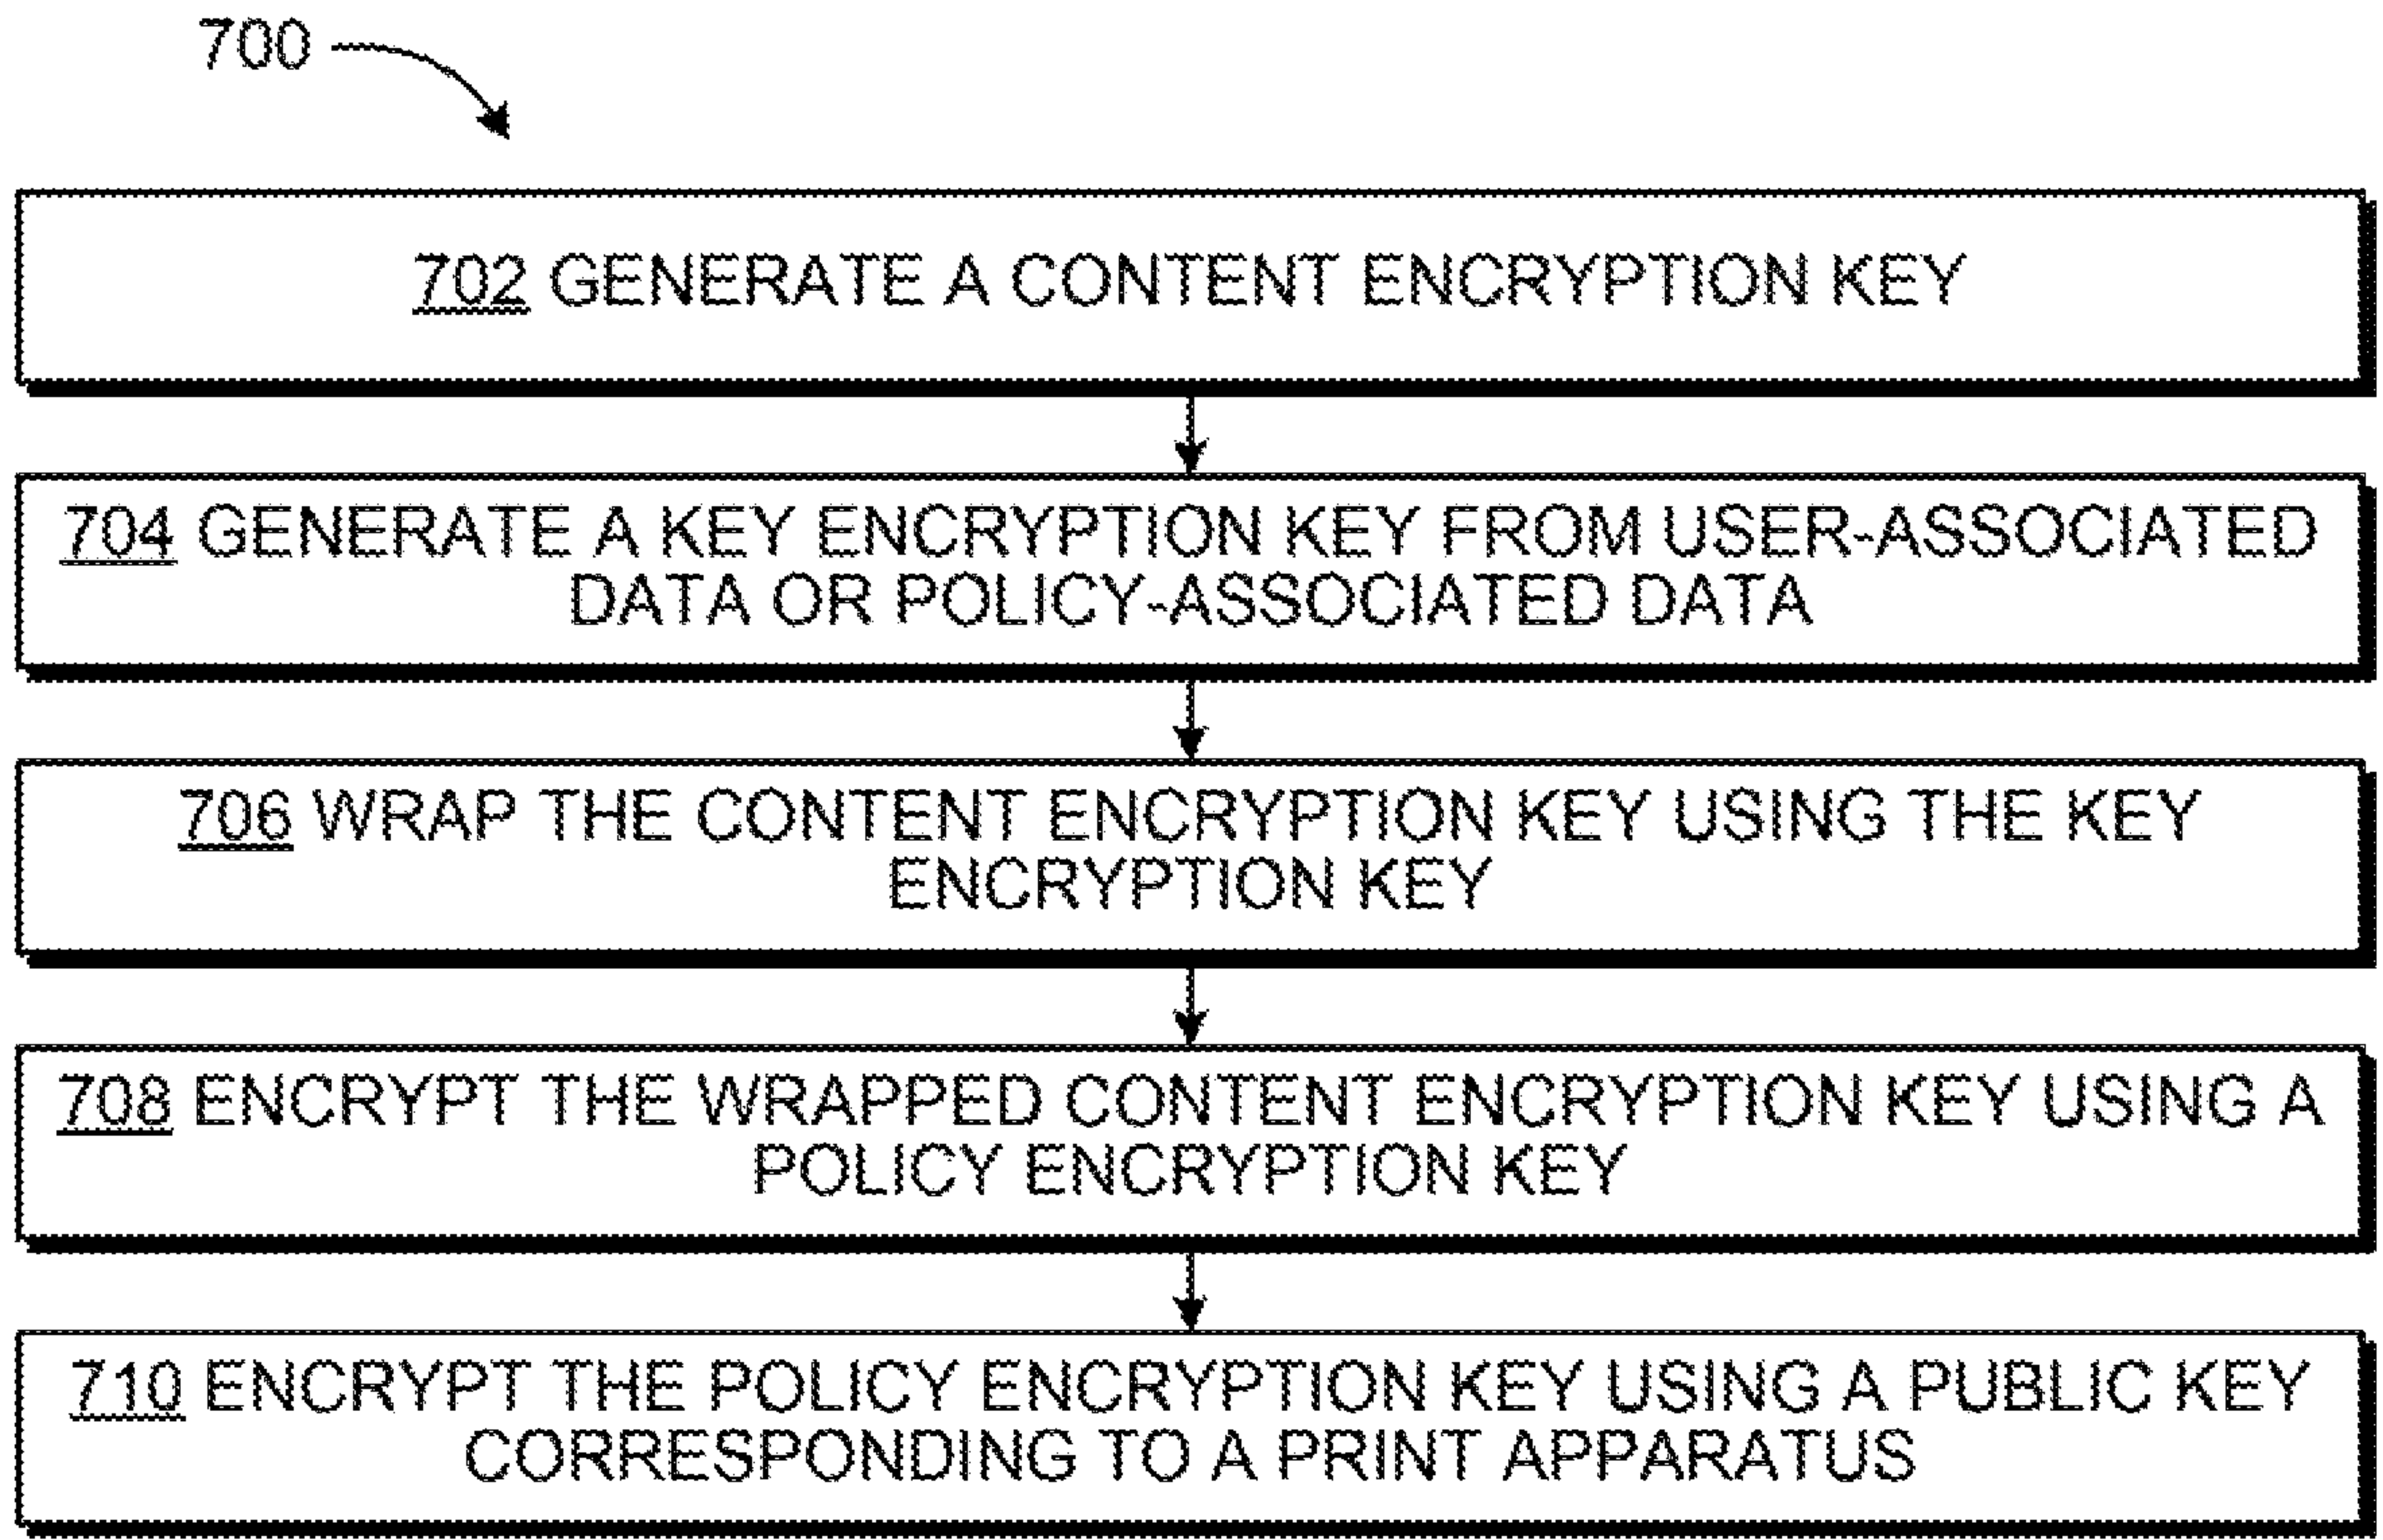 700
702 GENERATE A CONTENT ENCRYPTION KEY
704 GENERATE A KEY ENCRYPTION KEY FROM USER-ASSOCIATED
DATA OR POLICY-ASSOCIATED DATA
706 WRAP THE CONTENT ENCRYPTION KEY USING THE KEY
ENCRYPTION KEY
708 ENCRYPT THE WRAPPED CONTENT ENCRYPTION KEY USING A
POLICY ENCRYPTION KEY
710 ENCRYPT THE POLICY ENCRYPTION KEY USING A PUBLIC KEY
CORRESPONDING TO A PRINT APPARATUS